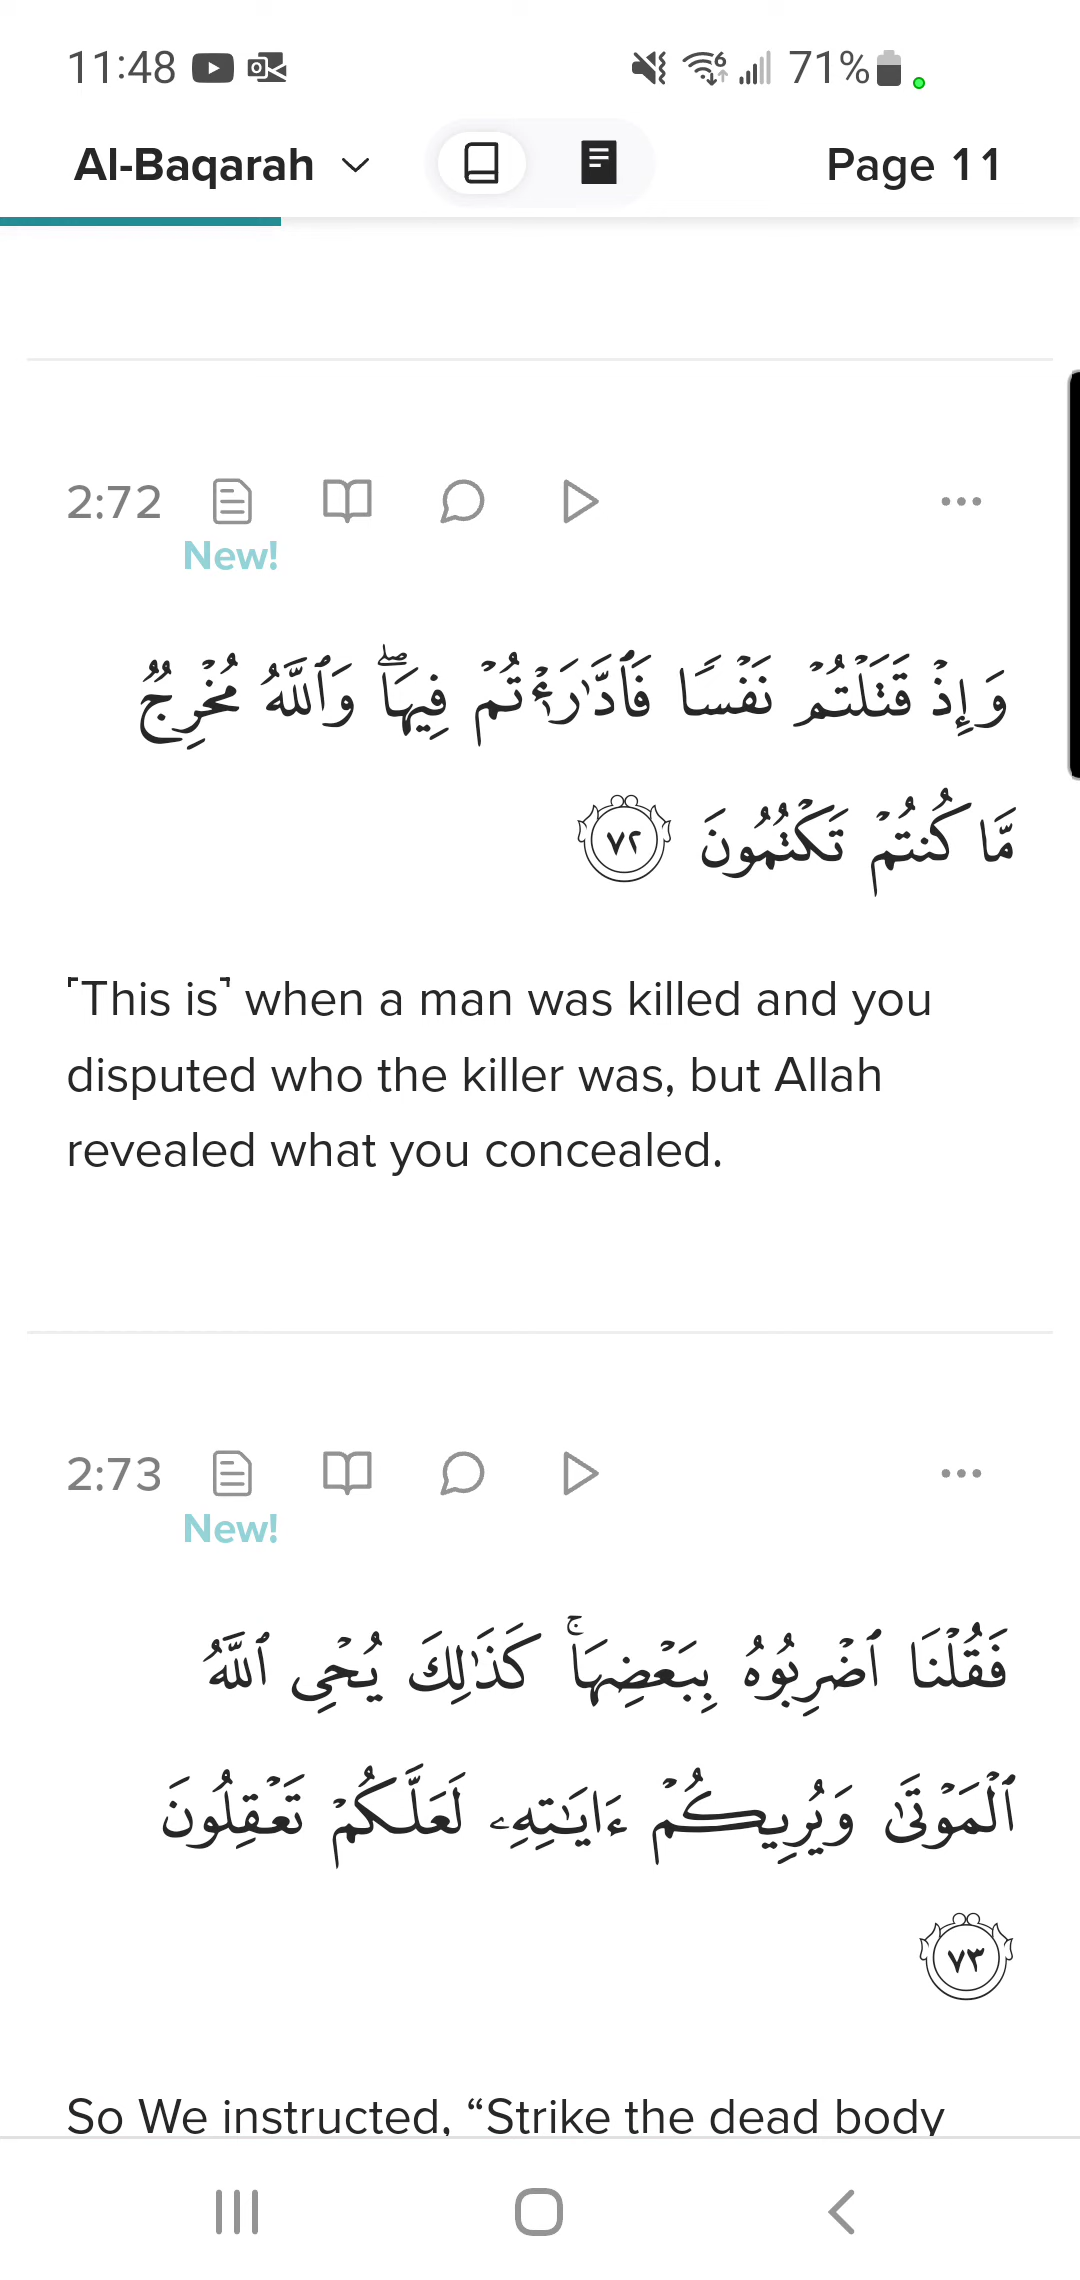 11:48 71%
Al-Baqarah Page 11
2:72
New!
وَإِذْ قَتَلْتُمْ نَفْسًا فَٱدَّٰرَْٰٔتُمْ فِيهَا ۖ وَٱللَّهُ مُخْرِجٌ
مَّا كُنتُمْ تَكْتُمُونَ ٧٢
⸢This is⸣ when a man was killed and you
disputed who the killer was, but Allah
revealed what you concealed.
2:73
New!
فَقُلْنَا ٱضْرِبُوهُ بِبَعْضِهَا ۚ كَذَٰلِكَ يُحْىِ ٱللَّهُ
ٱلْمَوْتَىٰ وَيُرِيكُمْ ءَايَـٰتِهِۦ لَعَلَّكُمْ تَعْقِلُونَ
٧٣
So We instructed, “Strike the dead body